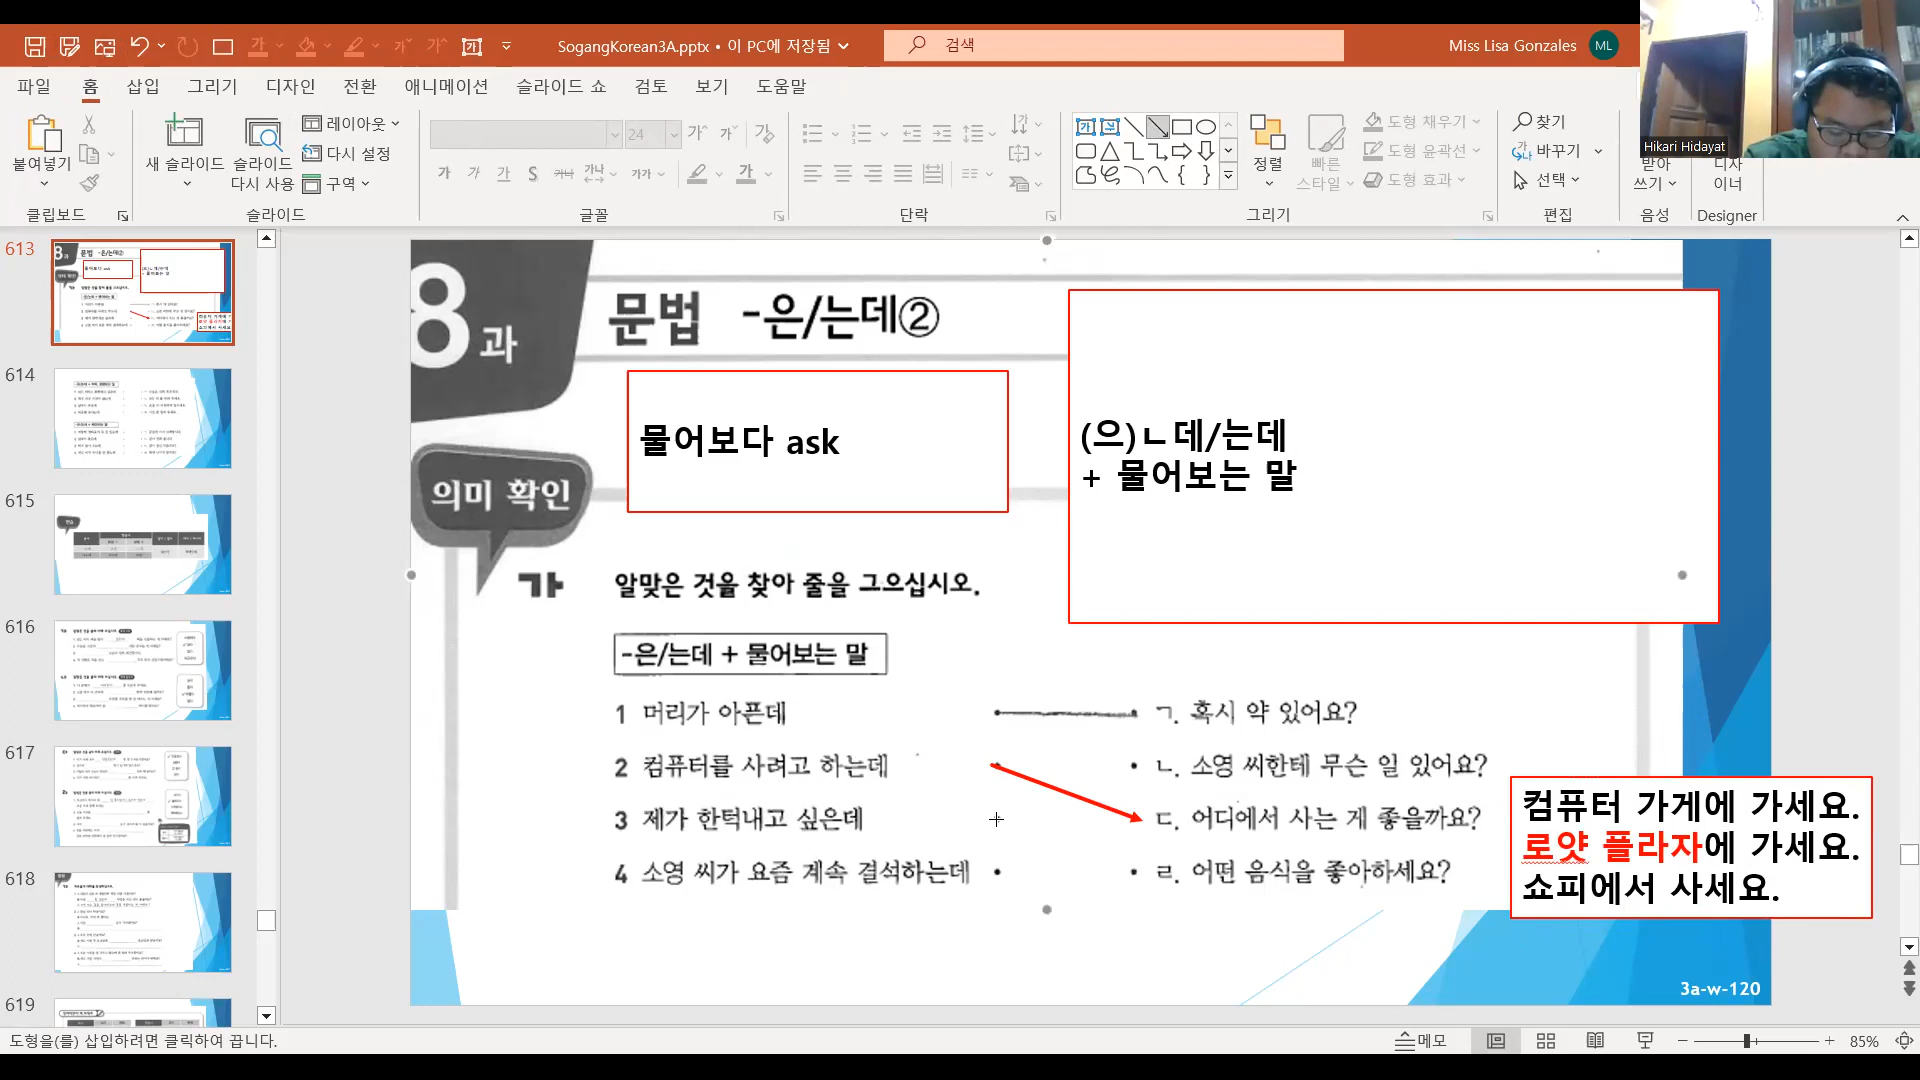 SogangKorean3A.pptx • 이 PC에 저장됨
검색
Miss Lisa Gonzales
ML
파일 홈 삽입 그리기 디자인 전환 애니메이션 슬라이드 쇼 검토 보기 도움말
붙여넣기
클립보드
새 슬라이드
슬라이드 다시 사용
레이아웃
다시 설정
구역
슬라이드
24
글꼴
단락
정렬
빠른 스타일
도형 채우기
도형 윤곽선
도형 효과
그리기
찾기
바꾸기
선택
편집
받아쓰기
음성
디자이너
Designer
Hikari Hidayat
613
614
615
616
617
618
619
8과
문법 -은/는데②
물어보다 ask
(으)ㄴ데/는데
+ 물어보는 말
의미 확인
가 알맞은 것을 찾아 줄을 그으십시오.
-은/는데 + 물어보는 말
1 머리가 아픈데 • • ㄱ. 혹시 약 있어요?
2 컴퓨터를 사려고 하는데 • • ㄴ. 소영 씨한테 무슨 일 있어요?
3 제가 한턱내고 싶은데 ㄷ. 어디에서 사는 게 좋을까요?
4 소영 씨가 요즘 계속 결석하는데 • • ㄹ. 어떤 음식을 좋아하세요?
컴퓨터 가게에 가세요.
로얏 플라자에 가세요.
쇼피에서 사세요.
3a-w-120
도형을(를) 삽입하려면 클릭하여 끕니다.
메모
85%